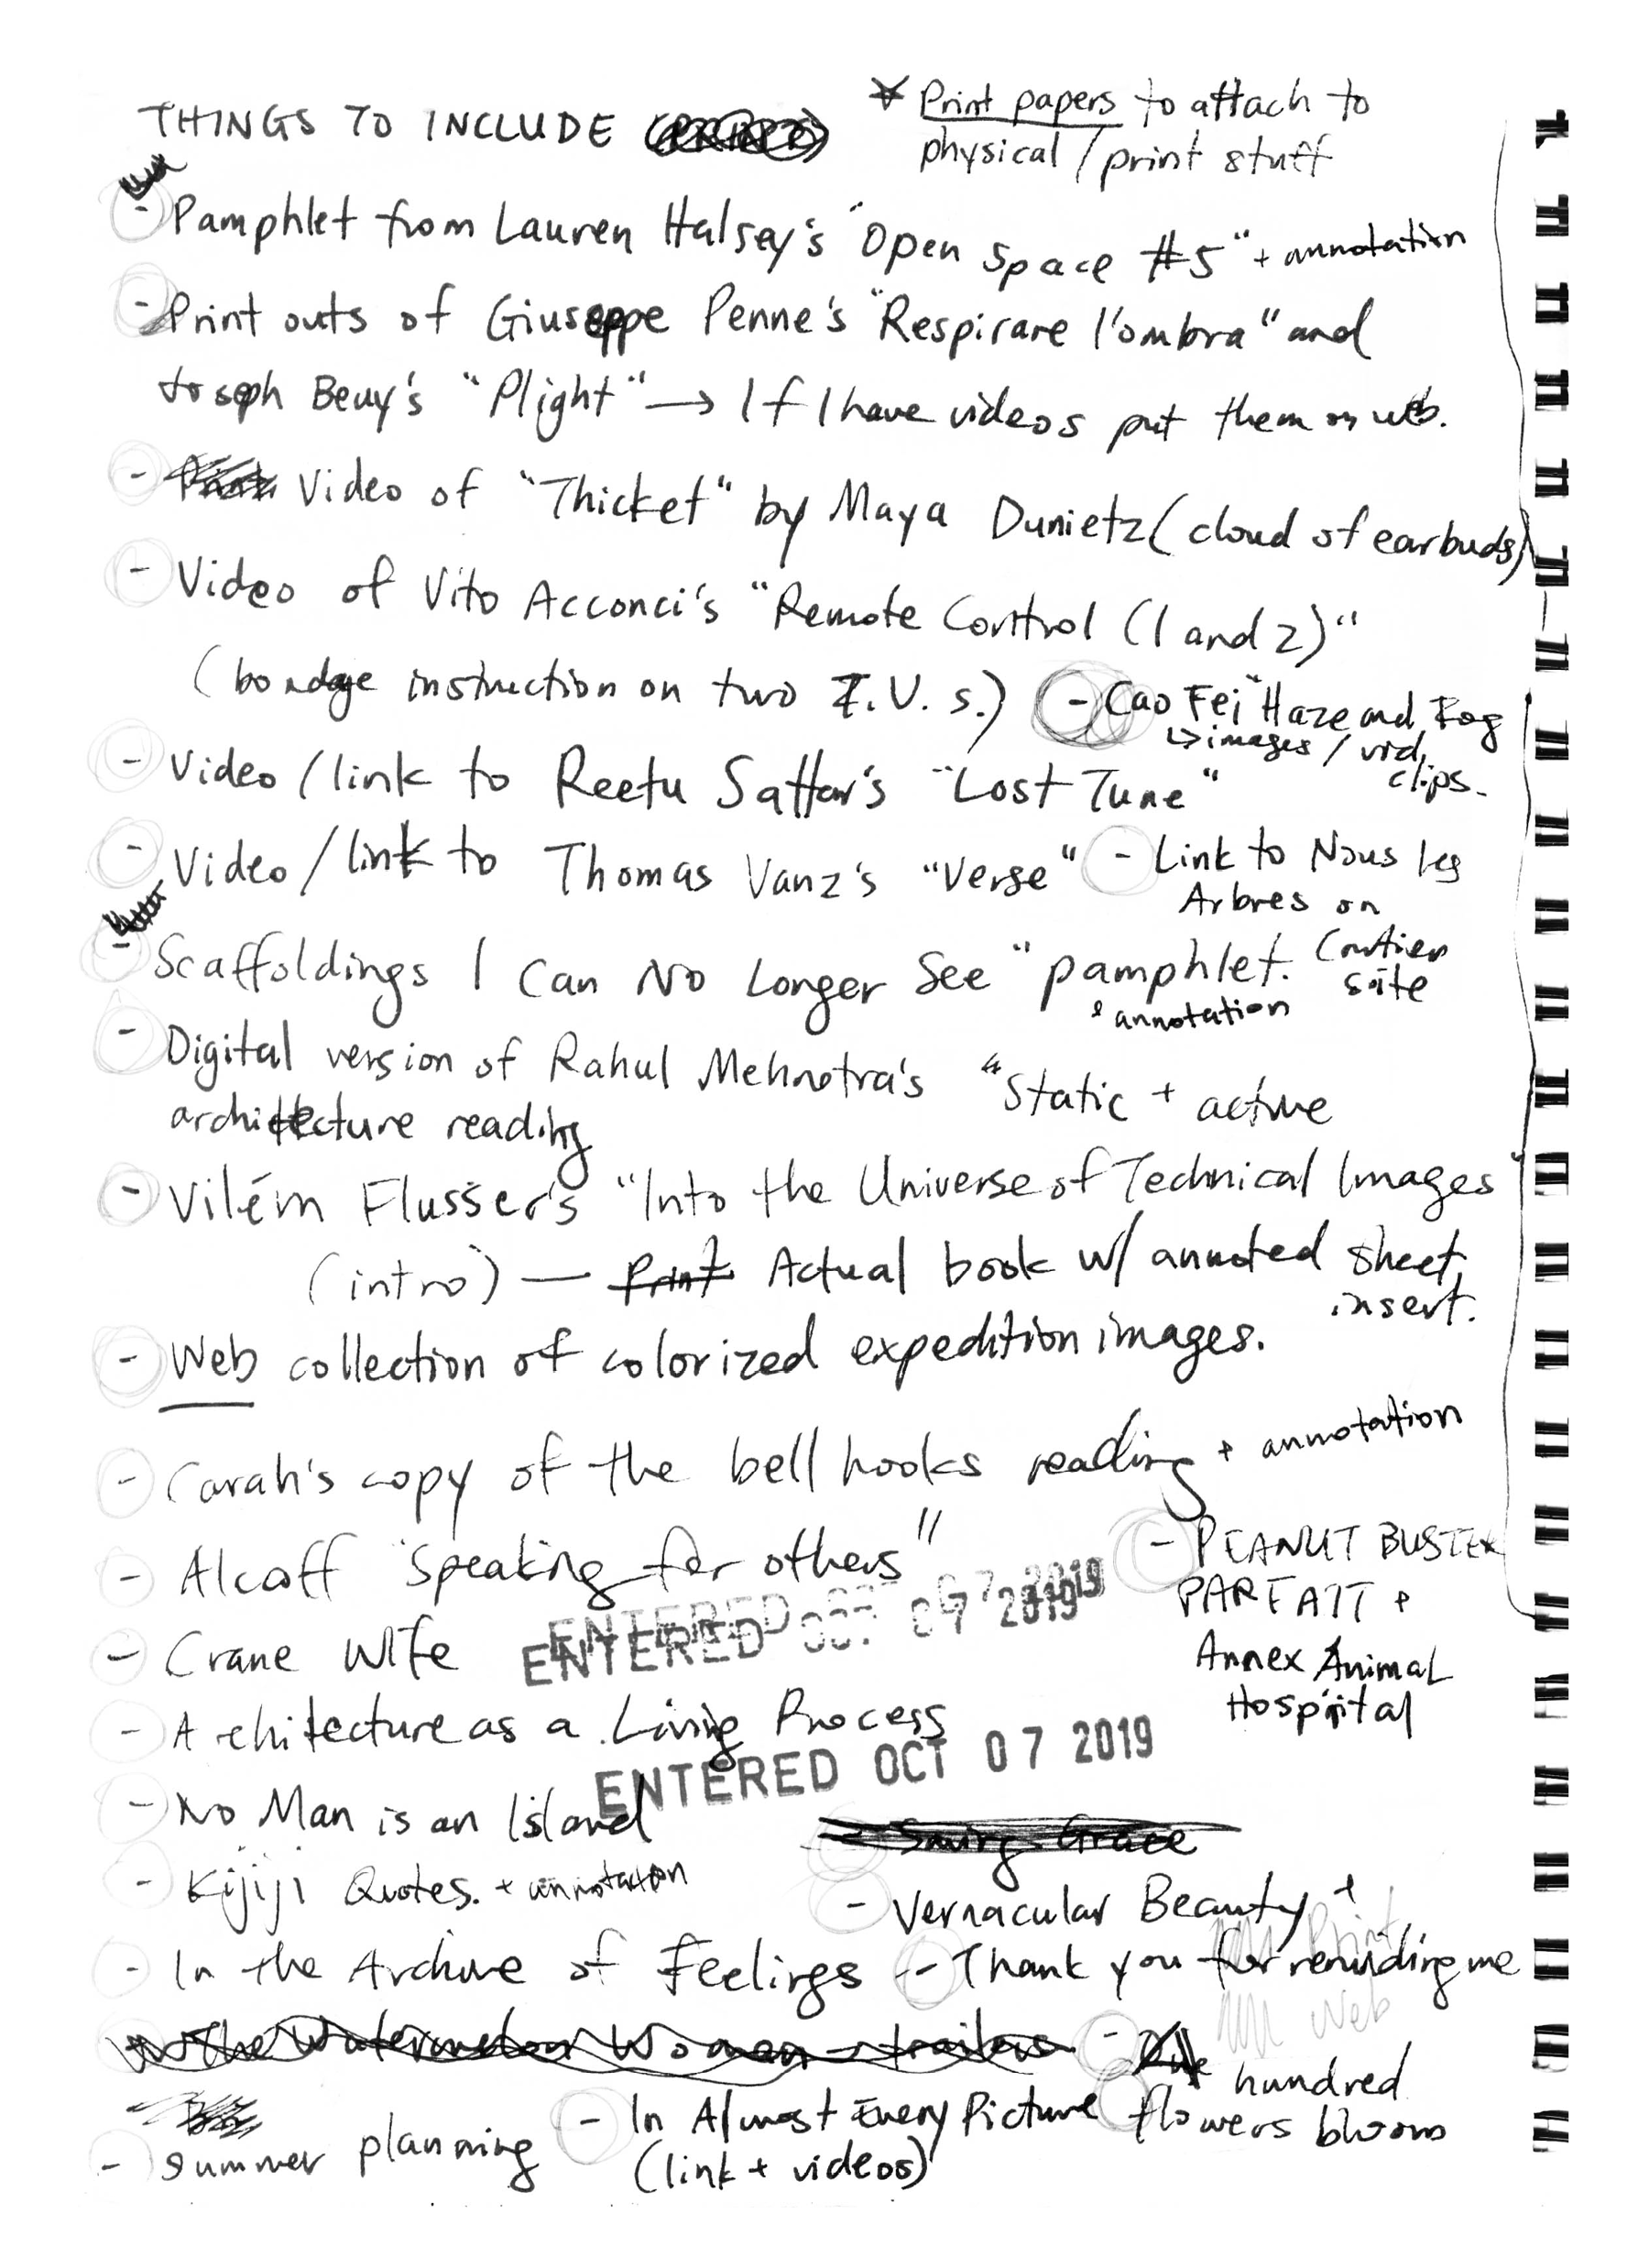 THINGS TO INCLUDE
* Print papers to attach to
physical / print stuff
- Pamphlet from Lauren Halsey's "Open Space #5" + annotation
- Print outs of Giuseppe Penne's "Respirare l'ombra" and
Joseph Beuy's "Plight" → If I have videos put them on web.
- Print Video of "Thicket" by Maya Dunietz (cloud of earbuds)
- Video of Vito Acconci's "Remote Control (1 and 2)"
(bondage instruction on two T.V.s.)
- Cao Fei "Haze and Fog
↳ images / vid
clips.
- Video / link to Reetu Sattar's "Lost Tune"
- Video / link to Thomas Vanz's "Verse"
- Link to Nous les
Arbres on
Cartier
site
- Scaffoldings I Can No Longer See" pamphlet.
& annotation
- Digital version of Rahul Mehrotra's "Static + active
architecture reading
- Vilém Flusser's "Into the Universe of Technical Images"
(intro) — Print Actual book w/ annoted sheet
insert.
- Web collection of colorized expedition images.
- Carah's copy of the bell hooks reading + annotation
- Alcoff "Speaking for others"
- PEANUT BUSTER
PARFAIT +
Annex Animal
Hospital
ENTERED OCT 07 2019
ENTERED OCT 07 2019
- Crane Wife
- Architecture as a Living Process
ENTERED OCT 07 2019
- No Man is an Island
- Saving Grace
- Kijiji Quotes. + annotation
- Vernacular Beauty +
Print
- In the Archive of Feelings
- Thank you for reminding me
Web
The Watermelon Woman - trailer
- hundred
flowers bloom
- Summer planning
- In Almost Every Picture
(link + videos)